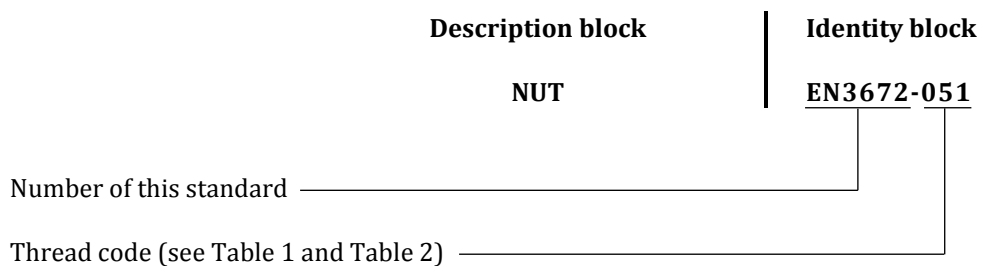 Description block Identity block
NUT EN3672-051
Number of this standard
Thread code (see Table 1 and Table 2)